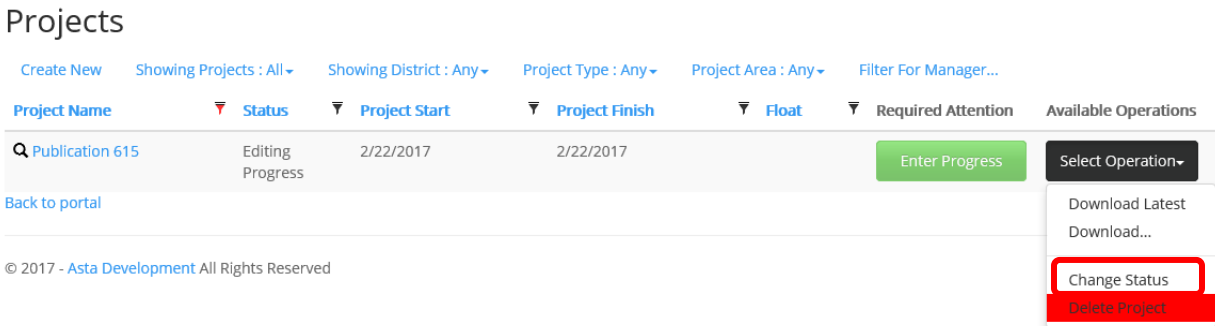 Projects
Create New Showing Projects : All Showing District : Any Project Type : Any Project Area : Any Filter For Manager...
Project Name Status Project Start Project Finish Float Required Attention Available Operations
Publication 615 Editing Progress 2/22/2017 2/22/2017 Enter Progress Select Operation
Back to portal
Download Latest
Download...
Change Status
Delete Project
© 2017 - Asta Development All Rights Reserved